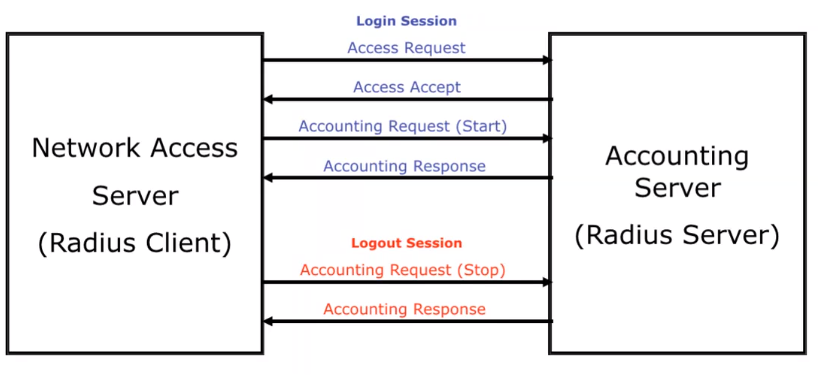 Login Session
Access Request
Access Accept
Accounting Request (Start)
Accounting Response
Network Access
Server
(Radius Client)
Accounting
Server
(Radius Server)
Logout Session
Accounting Request (Stop)
Accounting Response